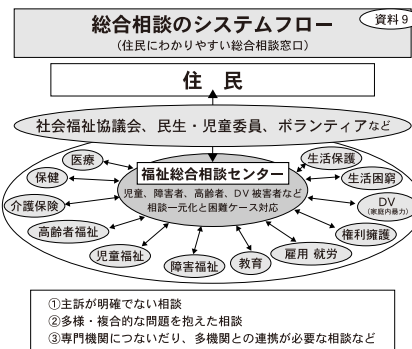 総合相談のシステムフロー
(住民にわかりやすい総合相談窓口)
資料9
住 民
社会福祉協議会、民生・児童委員、ボランティアなど
福祉総合相談センター
児童、障害者、高齢者、DV被害者など
相談一元化と困難ケース対応
医療
保健
介護保険
高齢者福祉
児童福祉
障害福祉
教育
雇用 就労
権利擁護
DV
(家庭内暴力)
生活困窮
生活保護
①主訴が明確でない相談
②多様・複合的な問題を抱えた相談
③専門機関につないだり、多機関との連携が必要な相談など